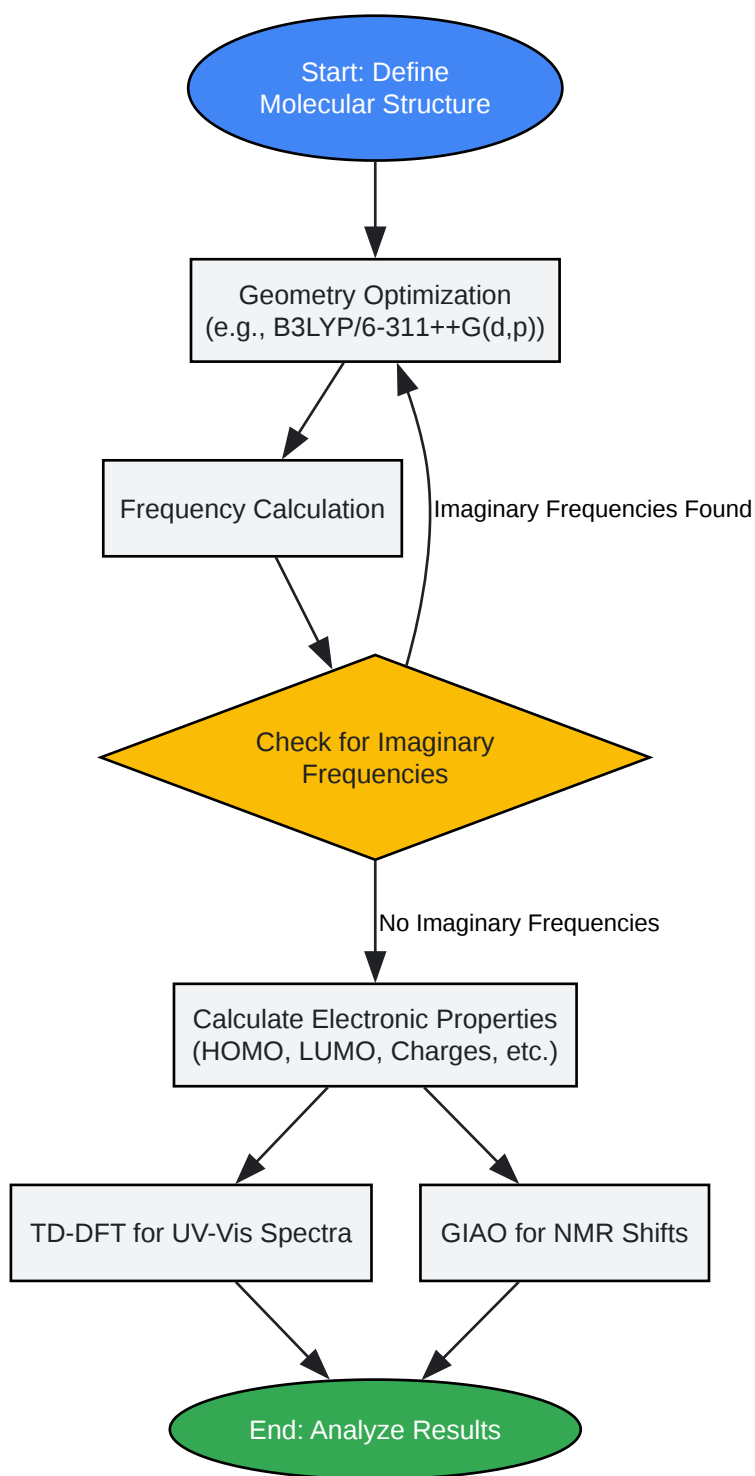 Start: Define
Molecular Structure
Geometry Optimization
(e.g., B3LYP/6-311++G(d,p))
Frequency Calculation
Imaginary Frequencies Found
Check for Imaginary
Frequencies
No Imaginary Frequencies
Calculate Electronic Properties
(HOMO, LUMO, Charges, etc.)
TD-DFT for UV-Vis Spectra
GIAO for NMR Shifts
End: Analyze Results